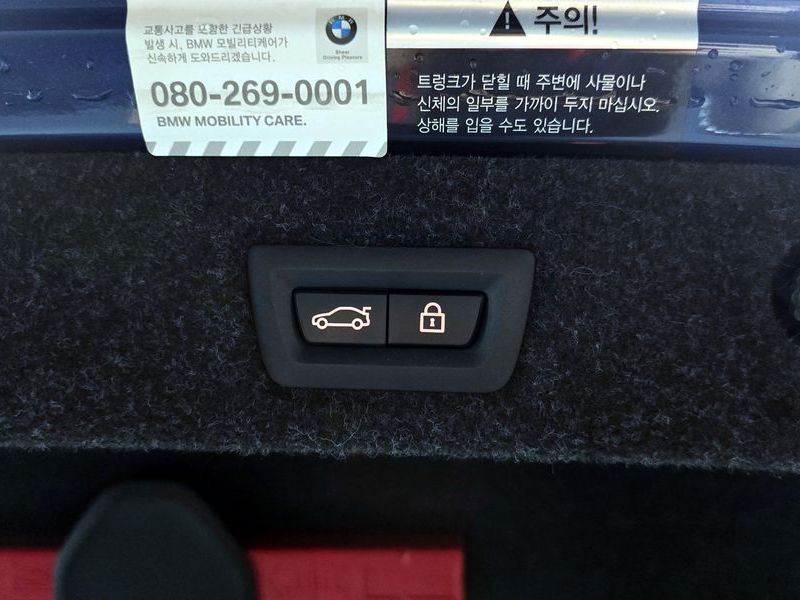 교통사고를 포함한 긴급상황
발생 시, BMW 모빌리티케어가
신속하게 도와드리겠습니다.
BMW
Sheer
Driving Pleasure
080-269-0001
BMW MOBILITY CARE.
주의!
트렁크가 닫힐 때 주변에 사물이나
신체의 일부를 가까이 두지 마십시오.
상해를 입을 수도 있습니다.